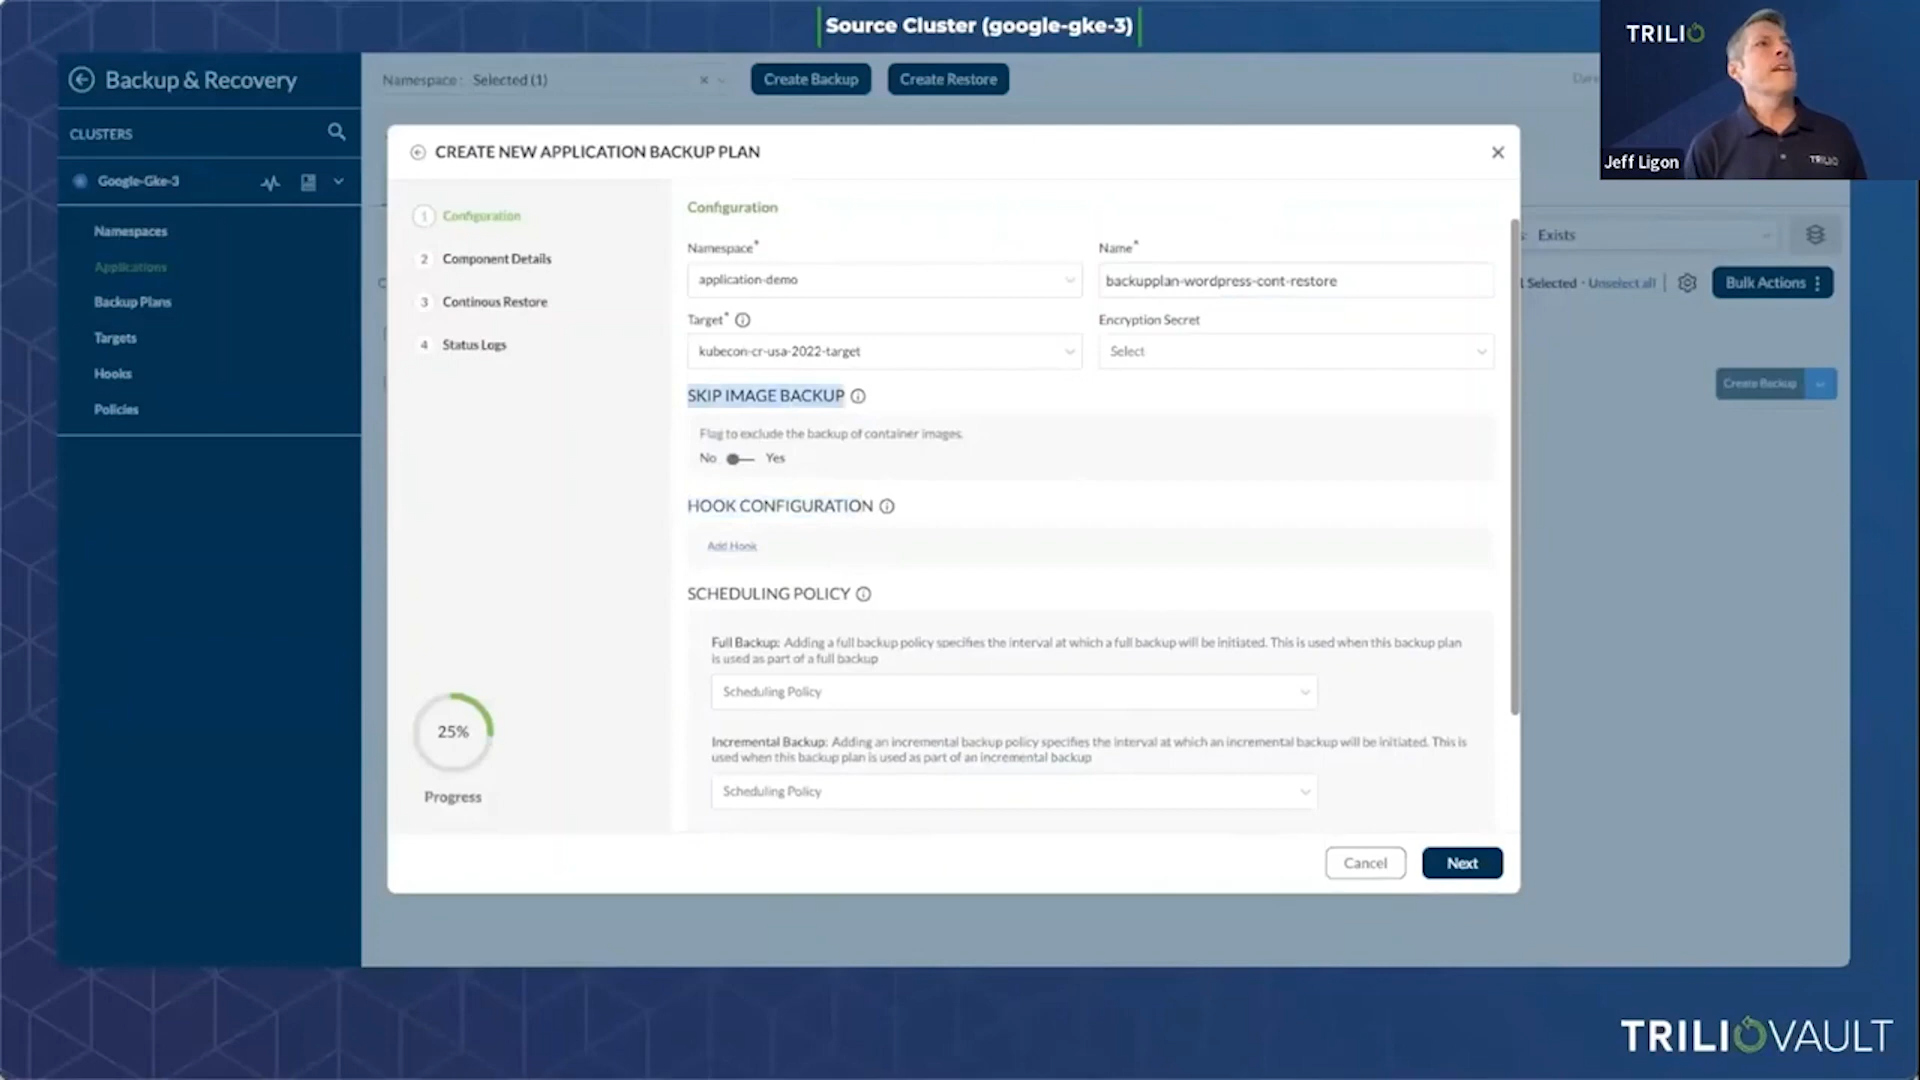 Source Cluster (google-gke-3)
TRILIO
Jeff Ligon
TRILIO
Backup & Recovery
Namespace : Selected (1)
Create Backup
Create Restore
CLUSTERS
Google-Gke-3
Namespaces
Applications
Backup Plans
Targets
Hooks
Policies
CREATE NEW APPLICATION BACKUP PLAN
1 Configuration
2 Component Details
3 Continous Restore
4 Status Logs
25%
Progress
Configuration
Namespace*
application-demo
Name*
backupplan-wordpress-cont-restore
Target*
kubecon-cr-usa-2022-target
Encryption Secret
Select
SKIP IMAGE BACKUP
Flag to exclude the backup of container images.
No Yes
HOOK CONFIGURATION
Add Hook
SCHEDULING POLICY
Full Backup: Adding a full backup policy specifies the interval at which a full backup will be initiated. This is used when this backup plan
is used as part of a full backup
Scheduling Policy
Incremental Backup: Adding an incremental backup policy specifies the interval at which an incremental backup will be initiated. This is
used when this backup plan is used as part of an incremental backup
Scheduling Policy
Cancel
Next
Exists
Selected · Unselect all
Bulk Actions
Create Backup
TRILIOVAULT